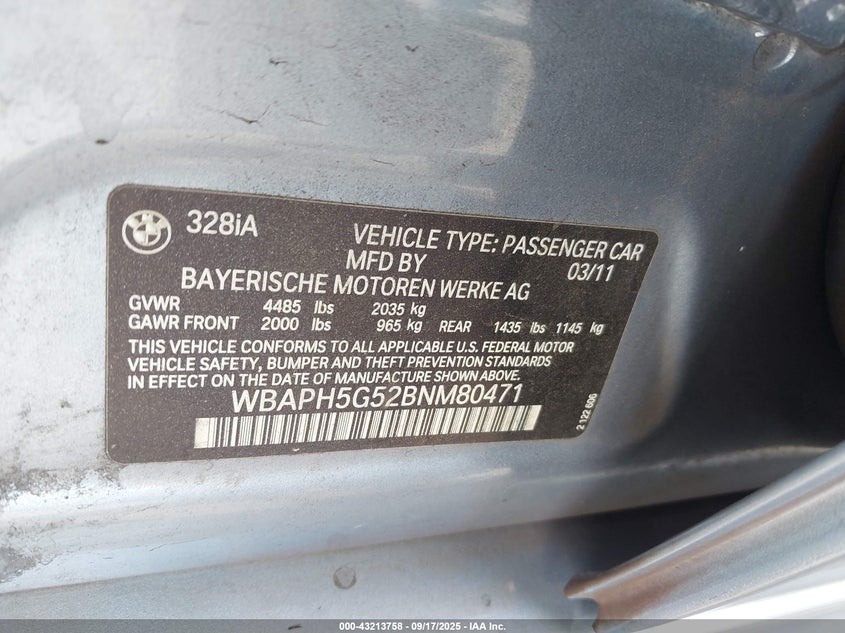 328iA
VEHICLE TYPE: PASSENGER CAR
MFD BY 03/11
BAYERISCHE MOTOREN WERKE AG
GVWR 4485 lbs 2035 kg
GAWR FRONT 2000 lbs 965 kg REAR 1435 lbs 1145 kg
THIS VEHICLE CONFORMS TO ALL APPLICABLE U.S. FEDERAL MOTOR
VEHICLE SAFETY, BUMPER AND THEFT PREVENTION STANDARDS
IN EFFECT ON THE DATE OF MANUFACTURE SHOWN ABOVE.
WBAPH5G52BNM80471
2 122 606
000-43213758 - 09/17/2025 - IAA Inc.